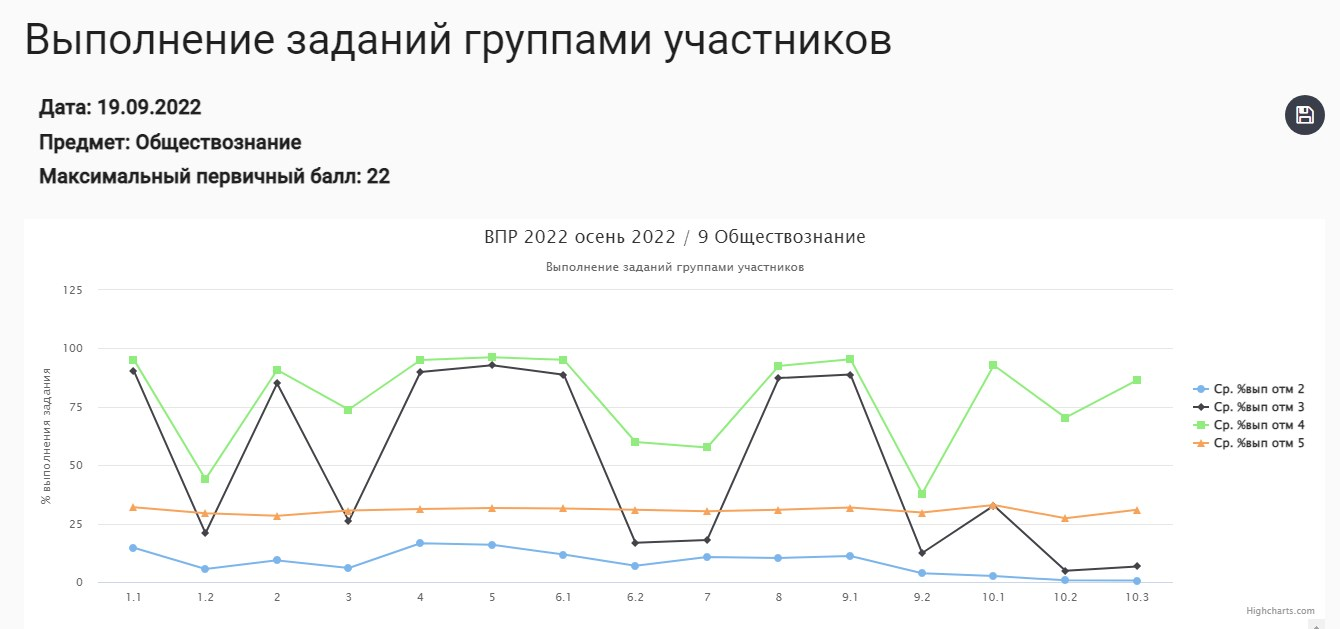 Выполнение заданий группами участников
Дата: 19.09.2022
Предмет: Обществознание
Максимальный первичный балл: 22
ВПР 2022 осень 2022 / 9 Обществознание
Выполнение заданий группами участников
% выполнения задания
125
100
75
50
25
0
1.1 1.2 2 3 4 5 6.1 6.2 7 8 9.1 9.2 10.1 10.2 10.3
Ср. %вып отм 2
Ср. %вып отм 3
Ср. %вып отм 4
Ср. %вып отм 5
Highcharts.com